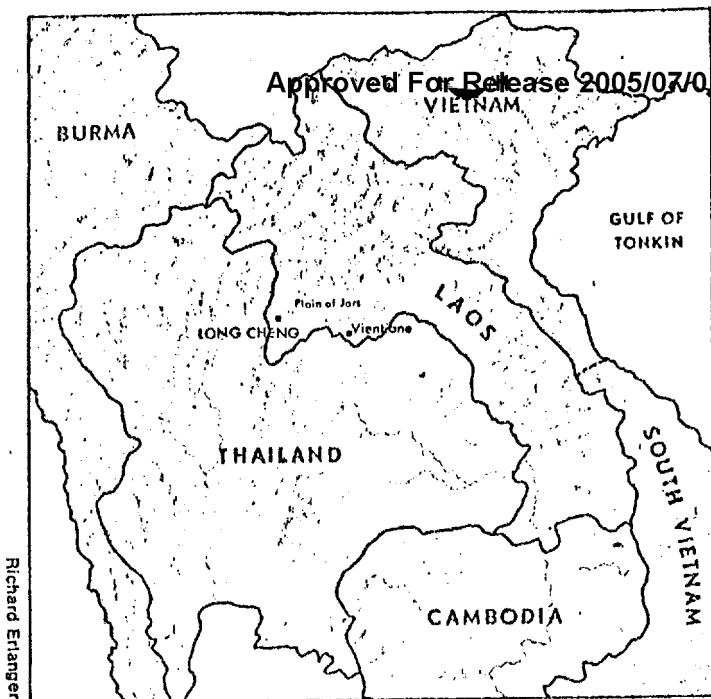 Approved For Release 2005/07/0
VIETNAM
BURMA
GULF OF
TONKIN
Plain of Jars
LAOS
LONG CHENG
Vientiane
THAILAND
SOUTH VIETNAM
CAMBODIA
Richard Erlanger